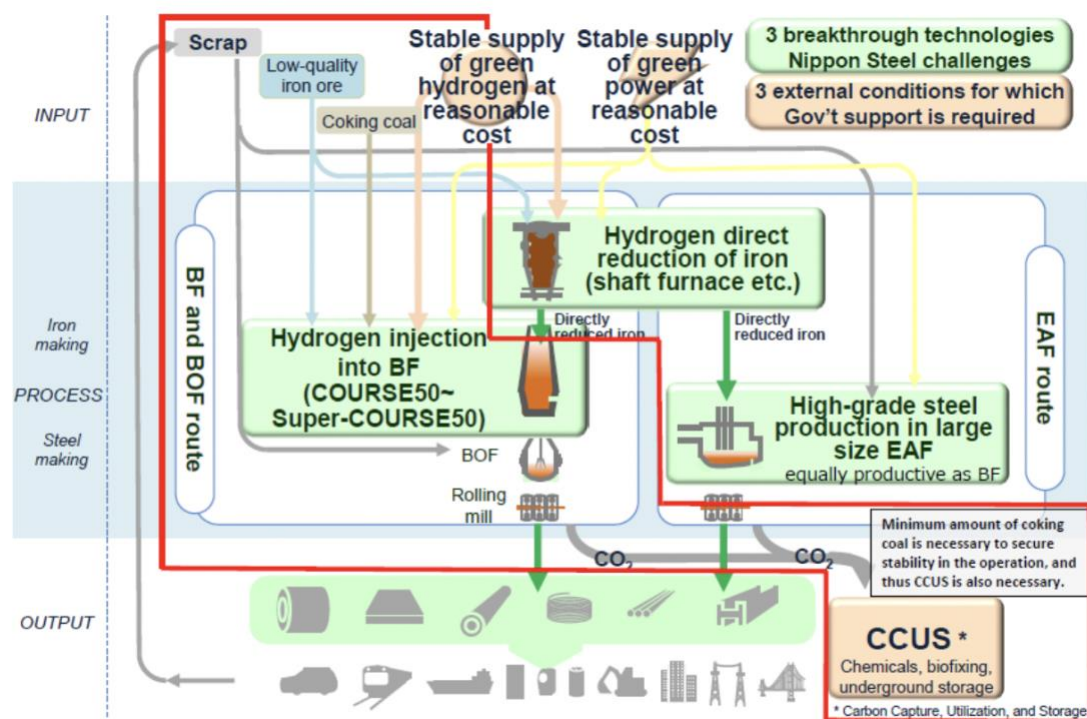 Scrap
Stable supply
of green
hydrogen at
reasonable
cost
Stable supply
of green
power at
reasonable
cost
3 breakthrough technologies
Nippon Steel challenges
3 external conditions for which
Gov't support is required
Low-quality
iron ore
Coking coal
INPUT
BF and BOF route
Hydrogen direct
reduction of iron
(shaft furnace etc.)
EAF route
Iron
making
PROCESS
Steel
making
Directly
reduced iron
Directly
reduced iron
Hydrogen injection
into BF
(COURSE50~
Super-COURSE50)
High-grade steel
production in large
size EAF
equally productive as BF
BOF
Rolling
mill
CO2
CO2
Minimum amount of coking
coal is necessary to secure
stability in the operation, and
thus CCUS is also necessary.
OUTPUT
CCUS *
Chemicals, biofixing,
underground storage
* Carbon Capture, Utilization, and Storage